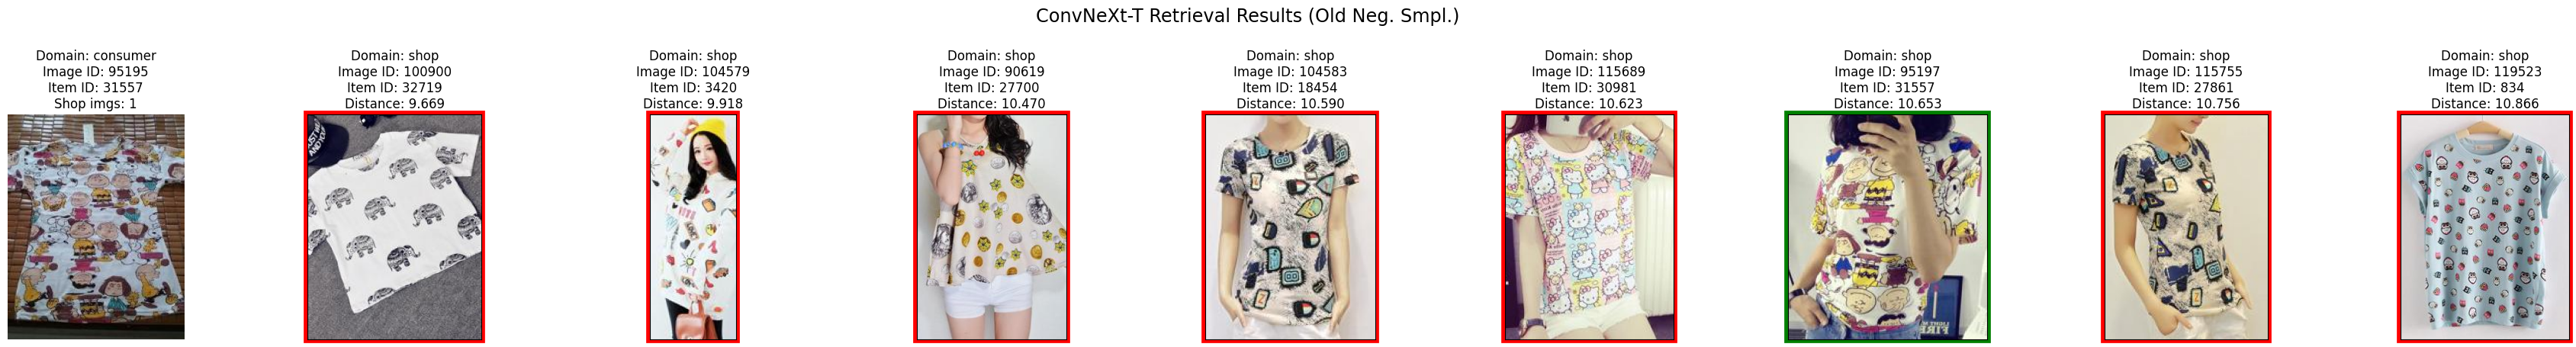 ConvNeXt-T Retrieval Results (Old Neg. Smpl.)
Domain: consumer
Image ID: 95195
Item ID: 31557
Shop imgs: 1
Domain: shop
Image ID: 100900
Item ID: 32719
Distance: 9.669
Domain: shop
Image ID: 104579
Item ID: 3420
Distance: 9.918
Domain: shop
Image ID: 90619
Item ID: 27700
Distance: 10.470
Domain: shop
Image ID: 104583
Item ID: 18454
Distance: 10.590
Domain: shop
Image ID: 115689
Item ID: 30981
Distance: 10.623
Domain: shop
Image ID: 95197
Item ID: 31557
Distance: 10.653
Domain: shop
Image ID: 115755
Item ID: 27861
Distance: 10.756
Domain: shop
Image ID: 119523
Item ID: 834
Distance: 10.866